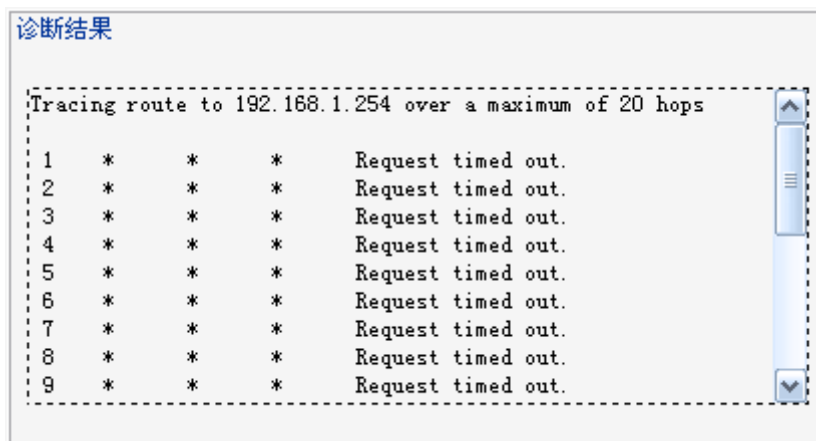 诊断结果
Tracing route to 192.168.1.254 over a maximum of 20 hops
1 * * * Request timed out.
2 * * * Request timed out.
3 * * * Request timed out.
4 * * * Request timed out.
5 * * * Request timed out.
6 * * * Request timed out.
7 * * * Request timed out.
8 * * * Request timed out.
9 * * * Request timed out.